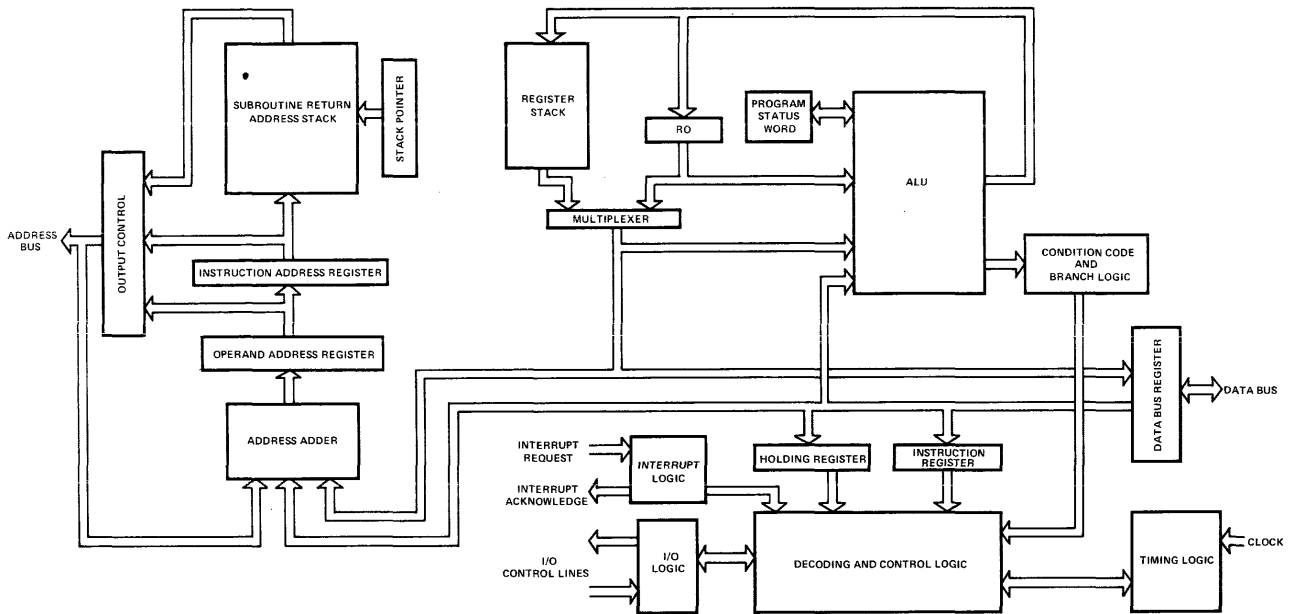 SUBROUTINE RETURN
ADDRESS STACK
STACK POINTER
REGISTER
STACK
RO
PROGRAM
STATUS
WORD
ALU
MULTIPLEXER
ADDRESS
BUS
OUTPUT CONTROL
INSTRUCTION ADDRESS REGISTER
CONDITION CODE
AND
BRANCH LOGIC
OPERAND ADDRESS REGISTER
DATA BUS REGISTER
DATA BUS
ADDRESS ADDER
INTERRUPT
REQUEST
INTERRUPT
LOGIC
HOLDING REGISTER
INSTRUCTION
REGISTER
INTERRUPT
ACKNOWLEDGE
I/O
CONTROL LINES
I/O
LOGIC
DECODING AND CONTROL LOGIC
TIMING LOGIC
CLOCK